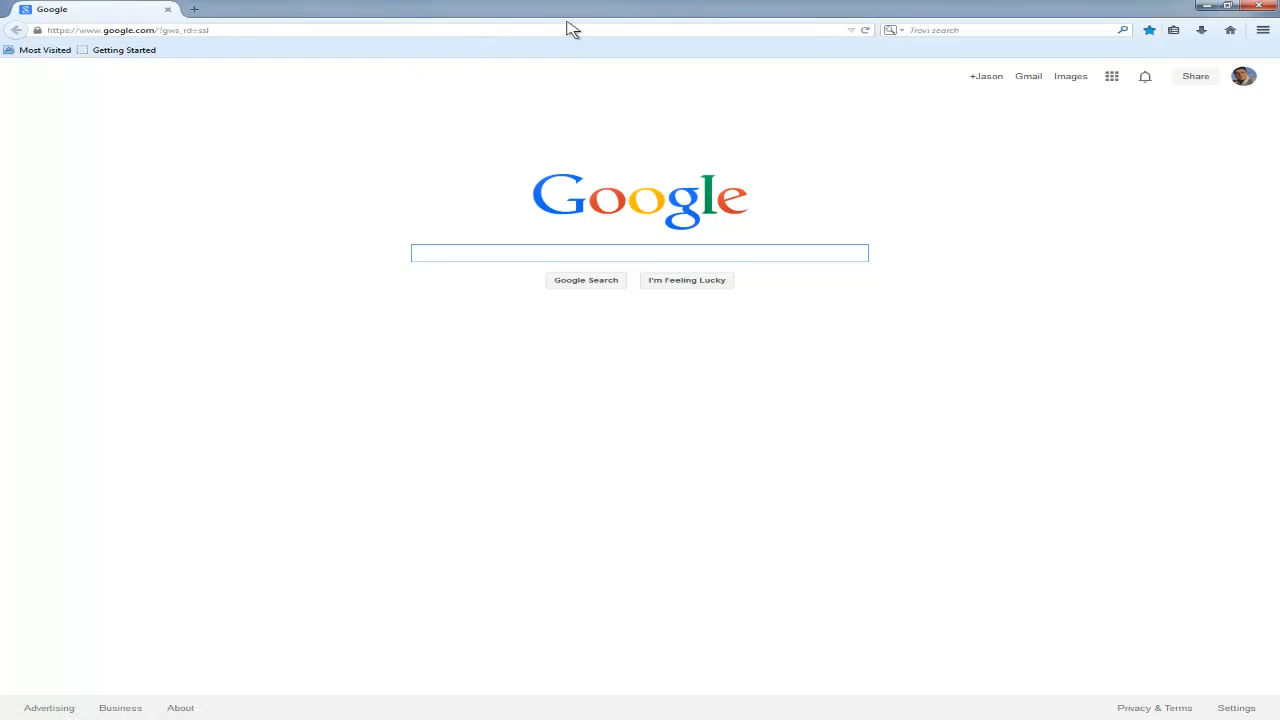 Google
https://www.google.com/?gws_rd=ssl
Trovi search
Most Visited
Getting Started
+Jason
Gmail
Images
Share
Google
Google Search
I'm Feeling Lucky
Advertising
Business
About
Privacy & Terms
Settings